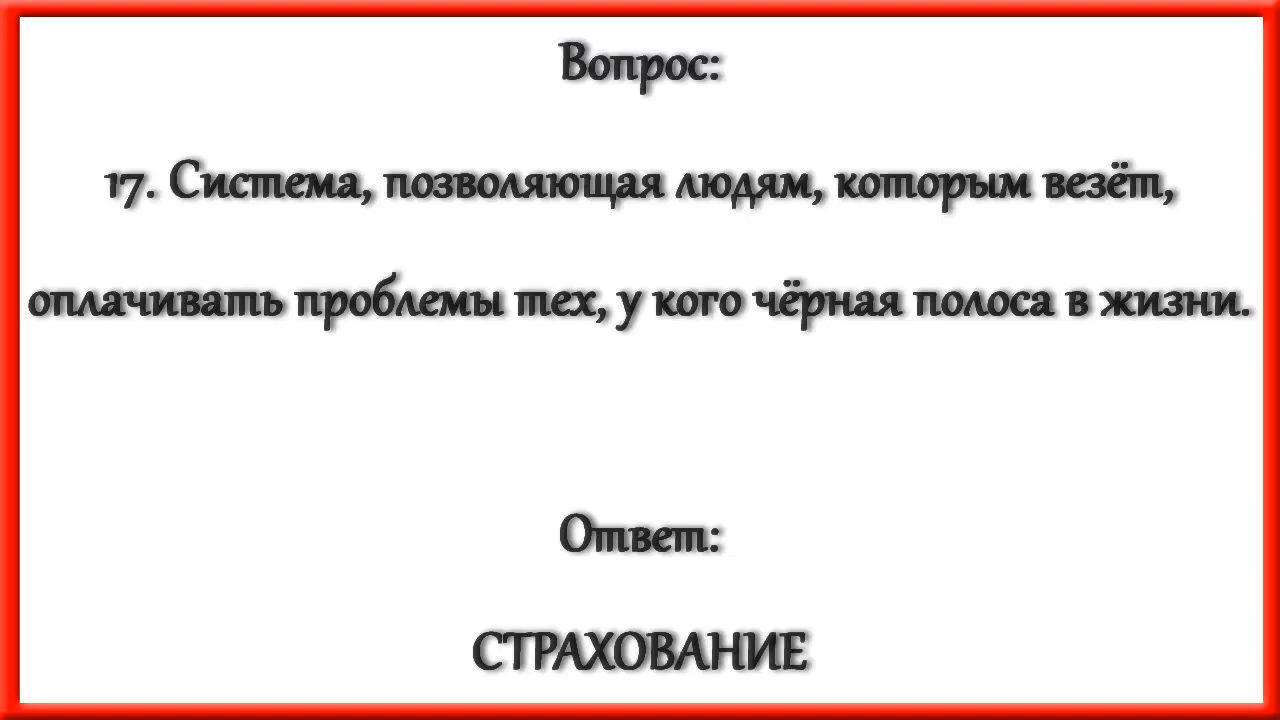 Вопрос:
17. Система, позволяющая людям, которым везёт,
оплачивать проблемы тех, у кого чёрная полоса в жизни.
Ответ:
СТРАХОВАНИЕ